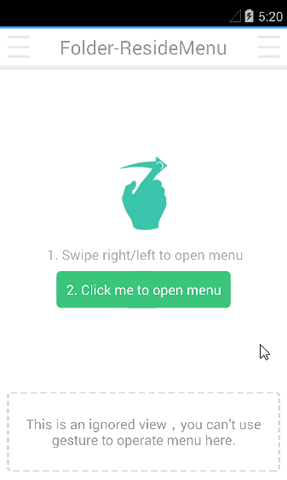 5:20
Folder-ResideMenu
1. Swipe right/left to open menu
2. Click me to open menu
This is an ignored view，you can't use
gesture to operate menu here.